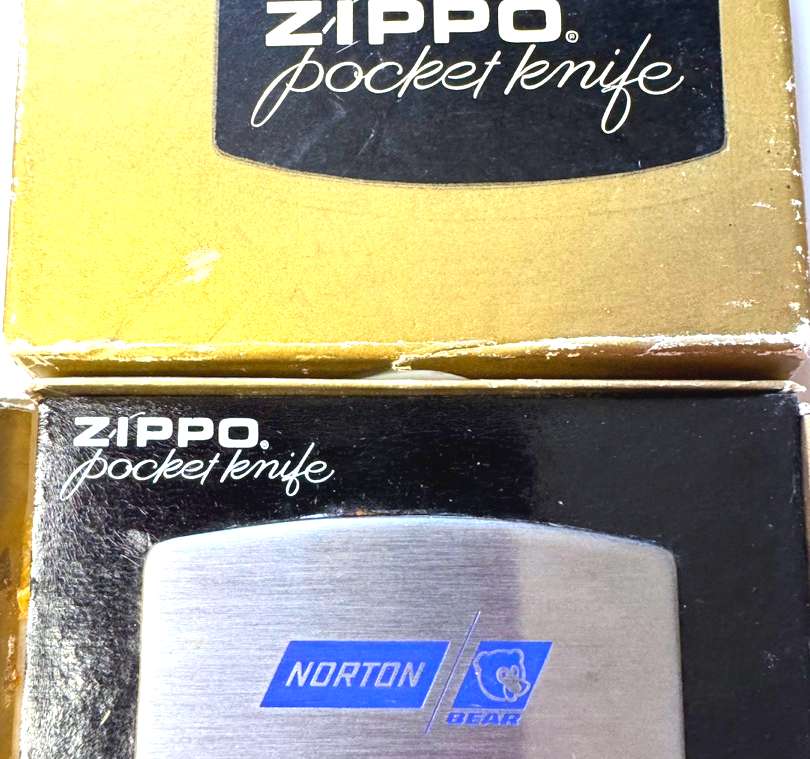 ZIPPO®
pocket knife
ZIPPO®
pocket knife
NORTON
BEAR